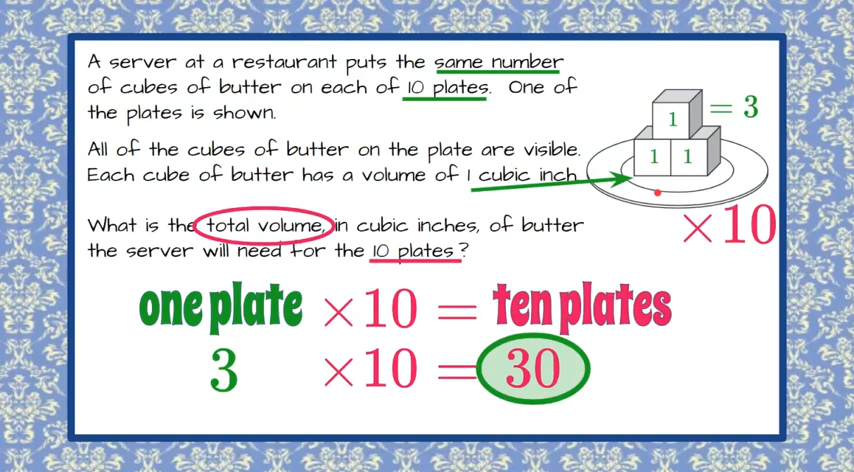 A server at a restaurant puts the same number
of cubes of butter on each of 10 plates. One of
the plates is shown.
All of the cubes of butter on the plate are visible.
Each cube of butter has a volume of 1 cubic inch.
What is the total volume, in cubic inches, of butter
the server will need for the 10 plates?
1 = 3
1 1
×10
one plate ×10 = ten plates
3 ×10 = 30